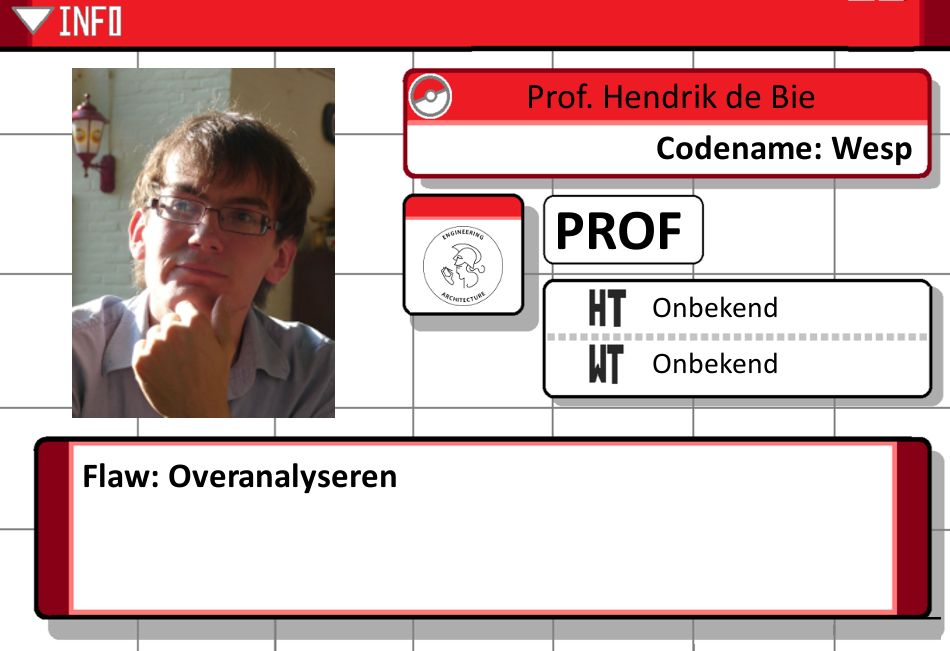 INFO
Prof. Hendrik de Bie
Codename: Wesp
ENGINEERING
ARCHITECTURE
PROF
HT Onbekend
WT Onbekend
Flaw: Overanalyseren